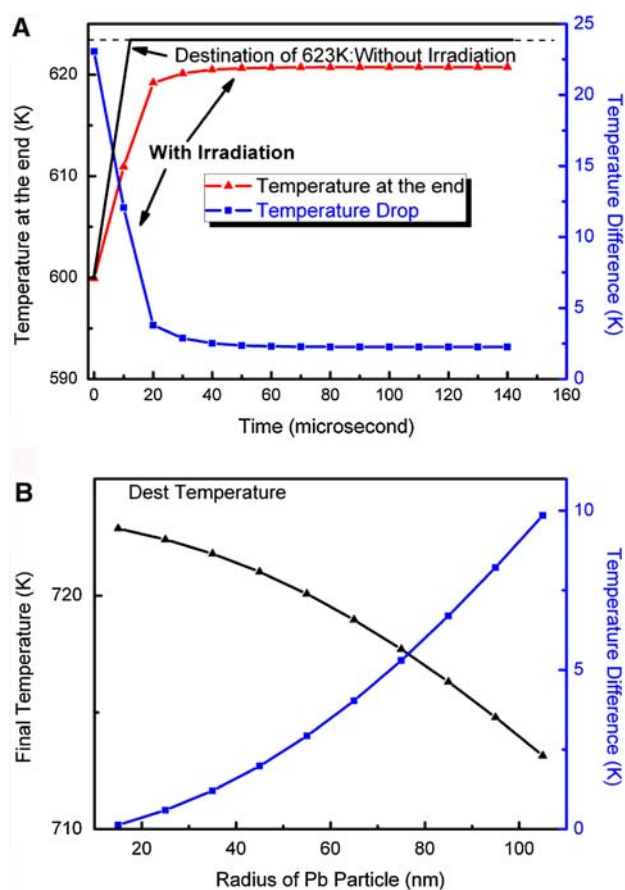 A
Destination of 623K:Without Irradiation
With Irradiation
Temperature at the end
Temperature Drop
Temperature at the end (K)
620
610
600
590
0 20 40 60 80 100 120 140 160
Time (microsecond)
25
20
15
10
5
0
Temperature Difference (K)
B
Dest Temperature
Final Temperature (K)
720
710
20 40 60 80 100
Radius of Pb Particle (nm)
10
5
0
Temperature Difference (K)